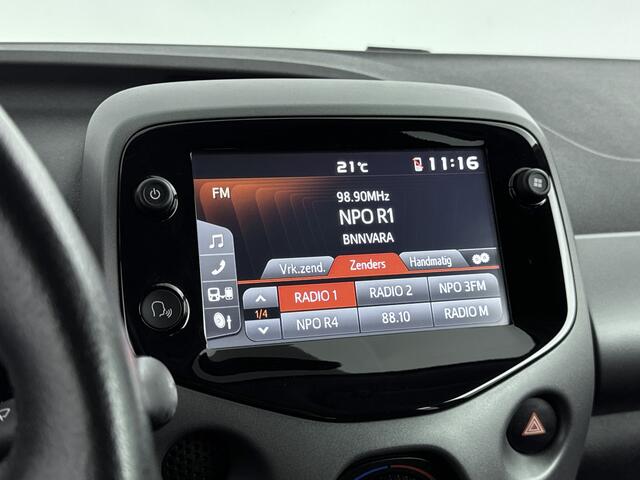 21°C 11:16
FM
98.90MHz
NPO R1
BNNVARA
Vrk.zend. Zenders Handmatig
RADIO 1 RADIO 2 NPO 3FM
1/4
NPO R4 88.10 RADIO M